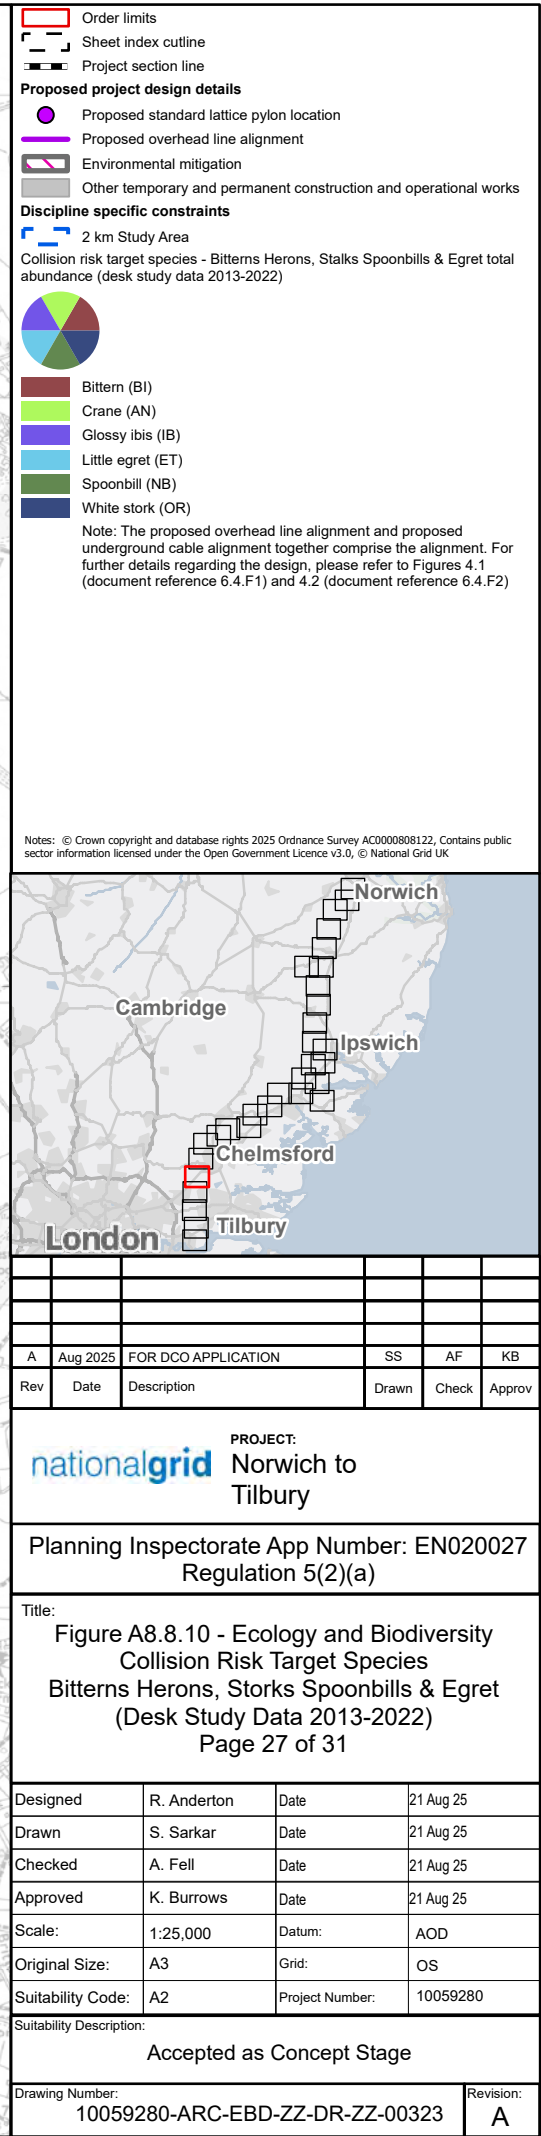 Order limits
Sheet index cutline
Project section line
Proposed project design details
Proposed standard lattice pylon location
Proposed overhead line alignment
Environmental mitigation
Other temporary and permanent construction and operational works
Discipline specific constraints
2 km Study Area
Collision risk target species - Bitterns Herons, Stalks Spoonbills & Egret total
abundance (desk study data 2013-2022)
Bittern (BI)
Crane (AN)
Glossy ibis (IB)
Little egret (ET)
Spoonbill (NB)
White stork (OR)
Note: The proposed overhead line alignment and proposed
underground cable alignment together comprise the alignment. For
further details regarding the design, please refer to Figures 4.1
(document reference 6.4.F1) and 4.2 (document reference 6.4.F2)
Notes: © Crown copyright and database rights 2025 Ordnance Survey AC0000808122, Contains public
sector information licensed under the Open Government Licence v3.0, © National Grid UK
Norwich
Cambridge
Ipswich
Chelmsford
Tilbury
London
A Aug 2025 FOR DCO APPLICATION SS AF KB
Rev Date Description Drawn Check Approv
nationalgrid
PROJECT:
Norwich to
Tilbury
Planning Inspectorate App Number: EN020027
Regulation 5(2)(a)
Title:
Figure A8.8.10 - Ecology and Biodiversity
Collision Risk Target Species
Bitterns Herons, Storks Spoonbills & Egret
(Desk Study Data 2013-2022)
Page 27 of 31
Designed R. Anderton Date 21 Aug 25
Drawn S. Sarkar Date 21 Aug 25
Checked A. Fell Date 21 Aug 25
Approved K. Burrows Date 21 Aug 25
Scale: 1:25,000 Datum: AOD
Original Size: A3 Grid: OS
Suitability Code: A2 Project Number: 10059280
Suitability Description:
Accepted as Concept Stage
Drawing Number:
10059280-ARC-EBD-ZZ-DR-ZZ-00323
Revision:
A